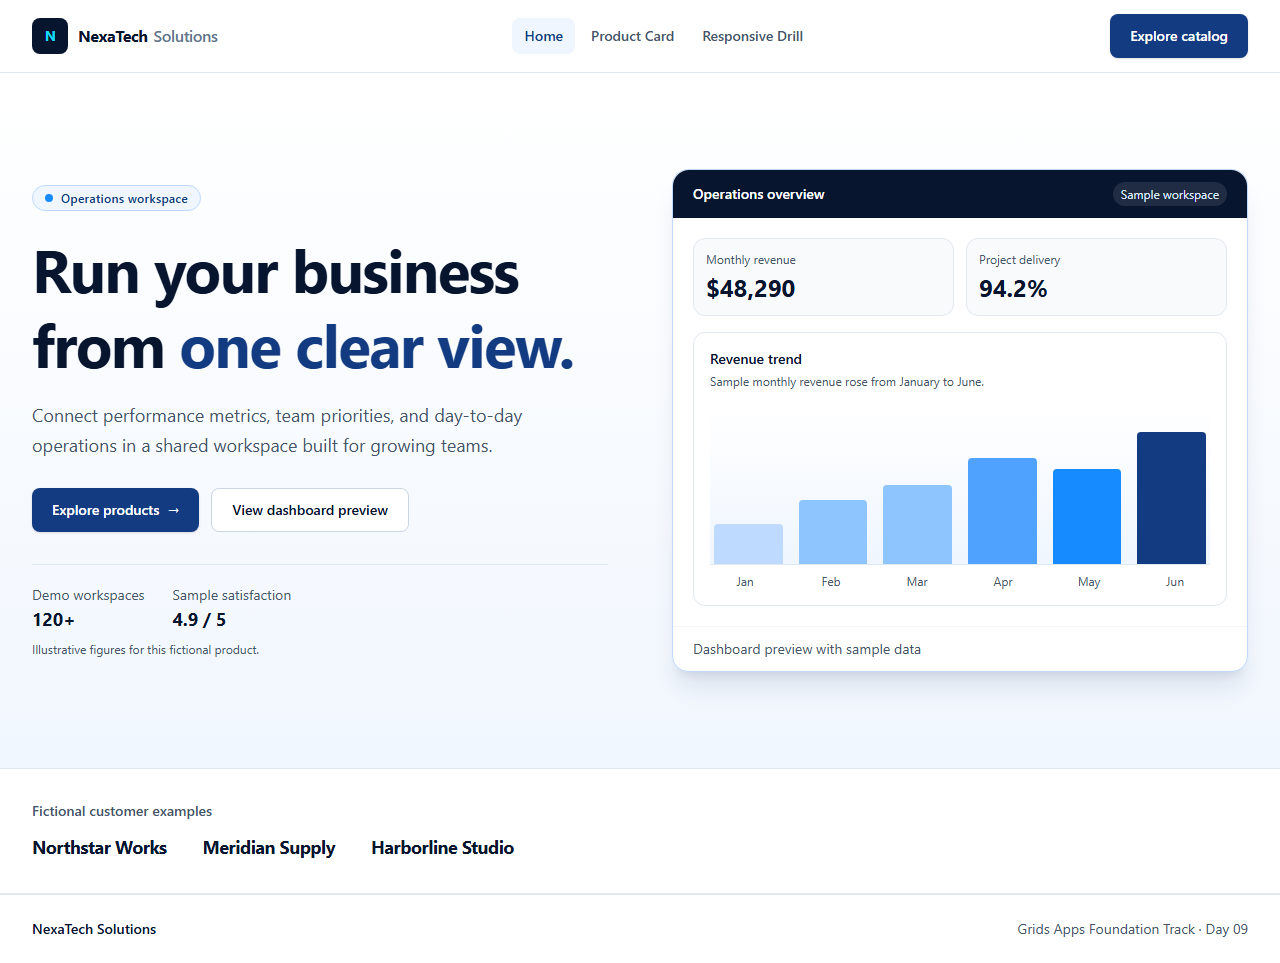 N NexaTech Solutions
Home Product Card Responsive Drill
Explore catalog
Operations workspace
Run your business
from one clear view.
Connect performance metrics, team priorities, and day-to-day
operations in a shared workspace built for growing teams.
Explore products →
View dashboard preview
Demo workspaces
120+
Sample satisfaction
4.9 / 5
Illustrative figures for this fictional product.
Operations overview
Sample workspace
Monthly revenue
$48,290
Project delivery
94.2%
Revenue trend
Sample monthly revenue rose from January to June.
Jan Feb Mar Apr May Jun
Dashboard preview with sample data
Fictional customer examples
Northstar Works Meridian Supply Harborline Studio
NexaTech Solutions
Grids Apps Foundation Track · Day 09